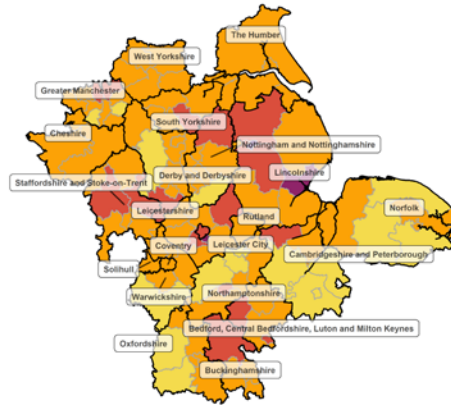 The Humber
West Yorkshire
Greater Manchester
South Yorkshire
Cheshire
Nottingham and Nottinghamshire
Derby and Derbyshire
Lincolnshire
Staffordshire and Stoke-on-Trent
Leicestershire
Norfolk
Rutland
Coventry
Leicester City
Cambridgeshire and Peterborough
Solihull
Warwickshire
Northamptonshire
Bedford, Central Bedfordshire, Luton and Milton Keynes
Oxfordshire
Buckinghamshire